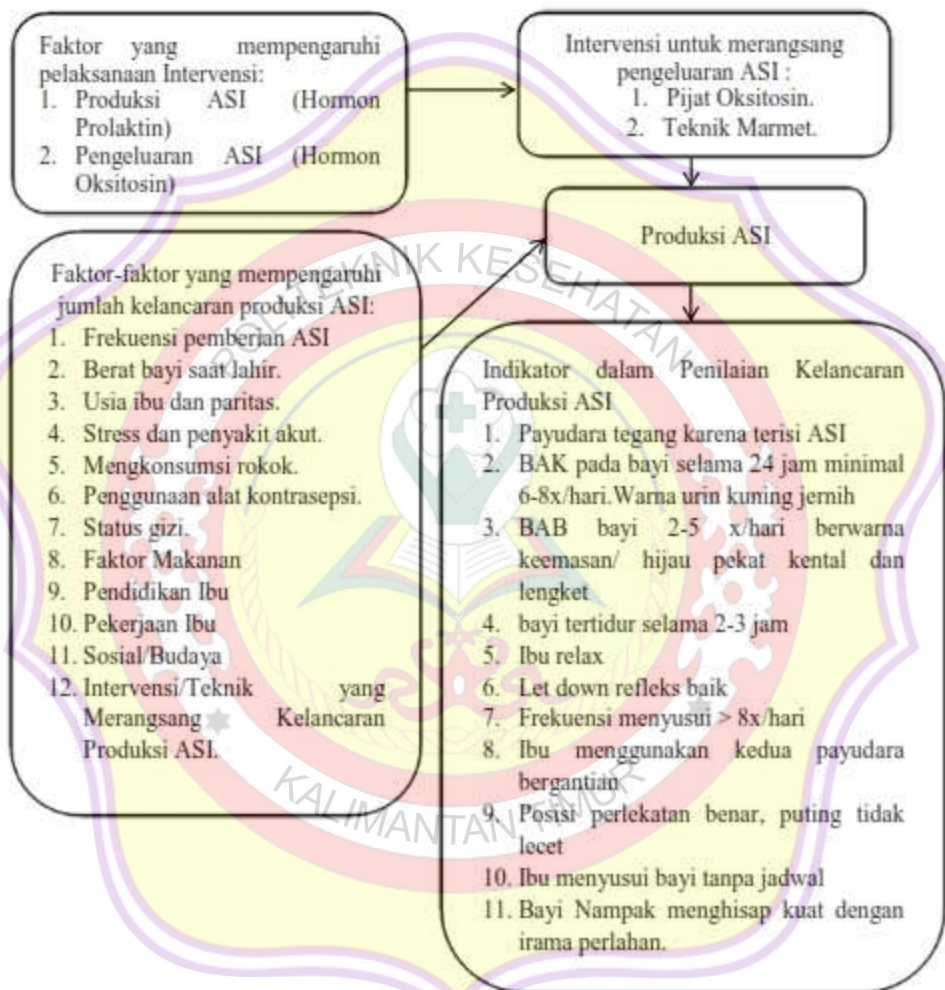 Faktor yang mempengaruhi
pelaksanaan Intervensi:
1. Produksi ASI (Hormon
Prolaktin)
2. Pengeluaran ASI (Hormon
Oksitosin)
Intervensi untuk merangsang
pengeluaran ASI :
1. Pijat Oksitosin.
2. Teknik Marmet.
Produksi ASI
Faktor-faktor yang mempengaruhi
jumlah kelancaran produksi ASI:
1. Frekuensi pemberian ASI
2. Berat bayi saat lahir.
3. Usia ibu dan paritas.
4. Stress dan penyakit akut.
5. Mengkonsumsi rokok.
6. Penggunaan alat kontrasepsi.
7. Status gizi.
8. Faktor Makanan
9. Pendidikan Ibu
10. Pekerjaan Ibu
11. Sosial/Budaya
12. Intervensi/Teknik yang
Merangsang Kelancaran
Produksi ASI.
Indikator dalam Penilaian Kelancaran
Produksi ASI
1. Payudara tegang karena terisi ASI
2. BAK pada bayi selama 24 jam minimal
6-8x/hari.Warna urin kuning jernih
3. BAB bayi 2-5 x/hari berwarna
keemasan/ hijau pekat kental dan
lengket
4. bayi tertidur selama 2-3 jam
5. Ibu relax
6. Let down refleks baik
7. Frekuensi menyusui > 8x/hari
8. Ibu menggunakan kedua payudara
bergantian
9. Posisi perlekatan benar, puting tidak
lecet
10. Ibu menyusui bayi tanpa jadwal
11. Bayi Nampak menghisap kuat dengan
irama perlahan.
POLITEKNIK KESEHATAN
KALIMANTAN TIMUR